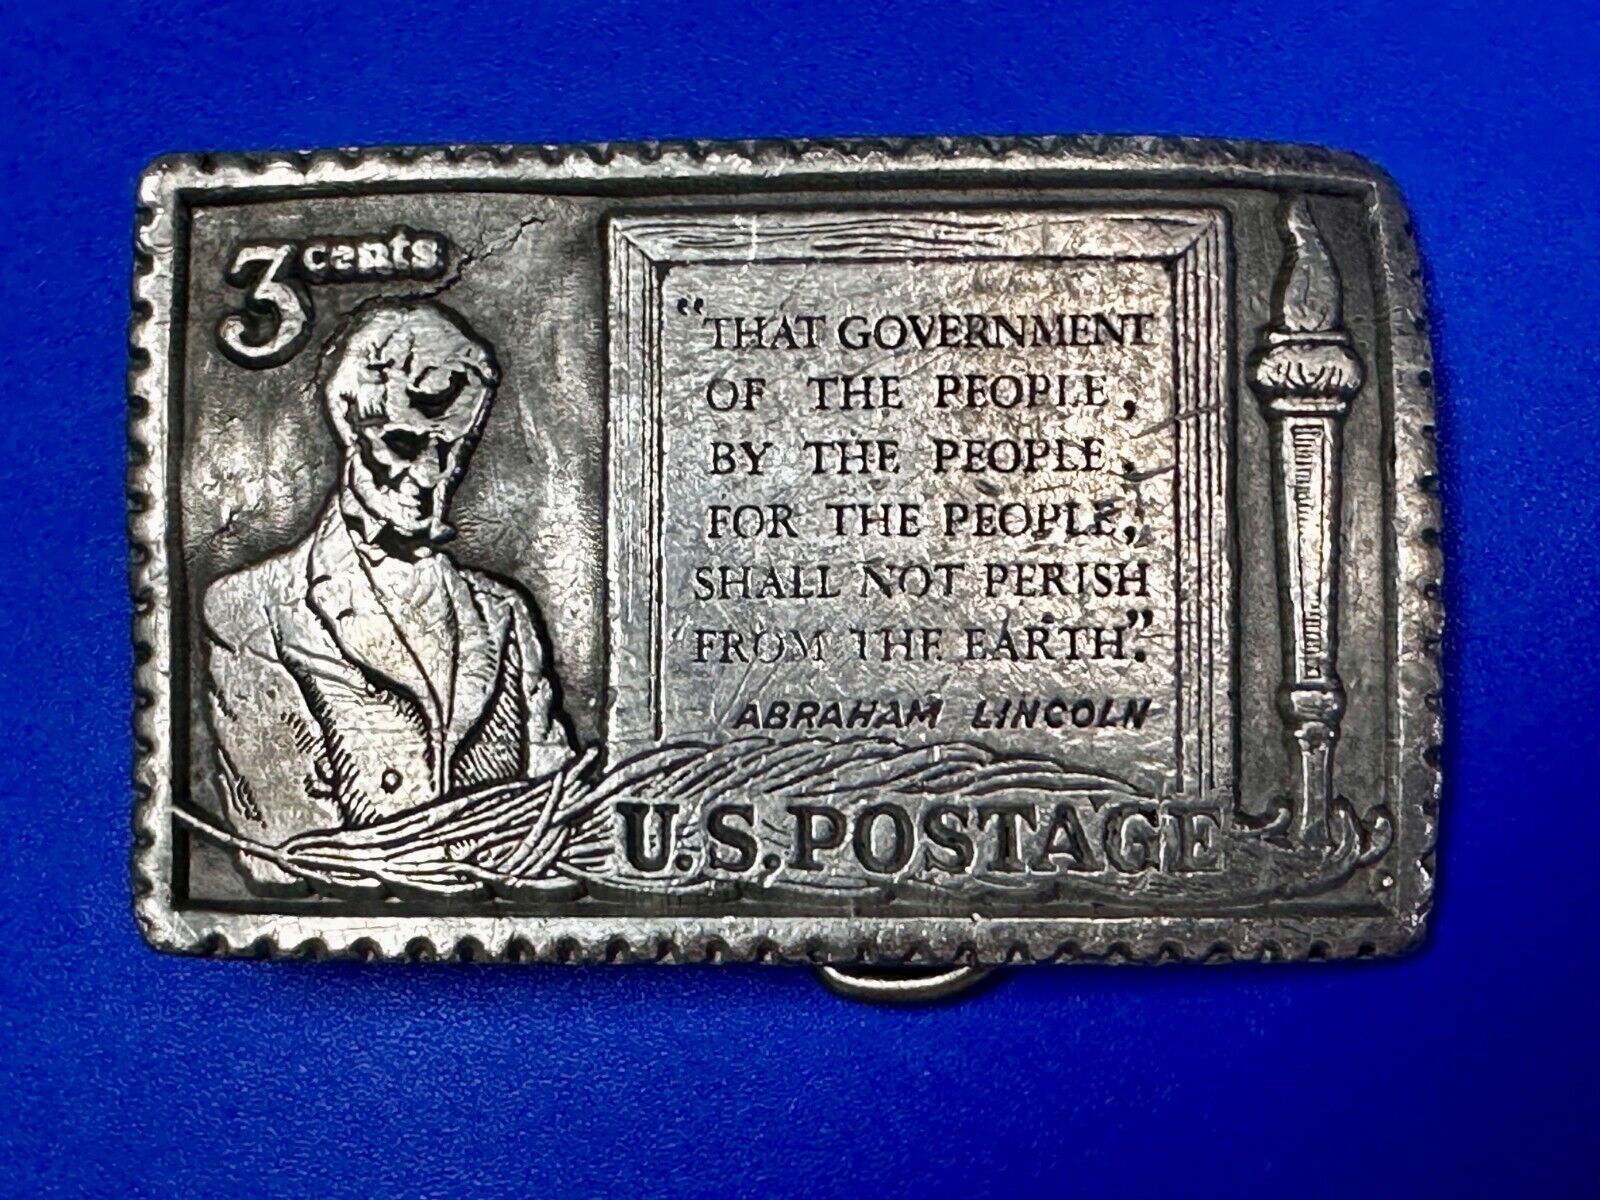 3 cents
"THAT GOVERNMENT
OF THE PEOPLE,
BY THE PEOPLE,
FOR THE PEOPLE,
SHALL NOT PERISH
FROM THE EARTH".
ABRAHAM LINCOLN
U.S. POSTAGE